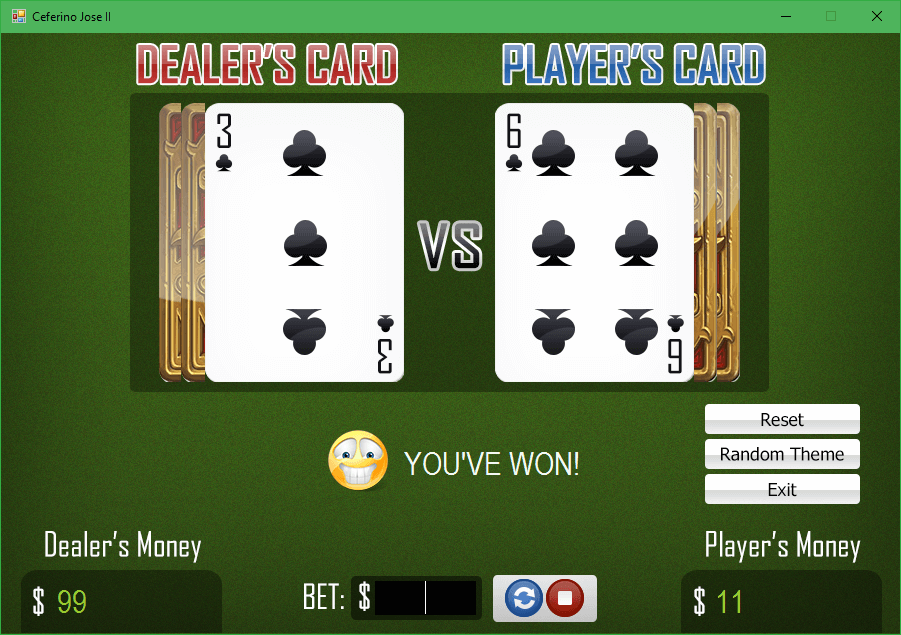 Ceferino Jose II
DEALER'S CARD
PLAYER'S CARD
3
3
VS
6
6
YOU'VE WON!
Reset
Random Theme
Exit
Dealer's Money
$ 99
BET: $
Player's Money
$ 11